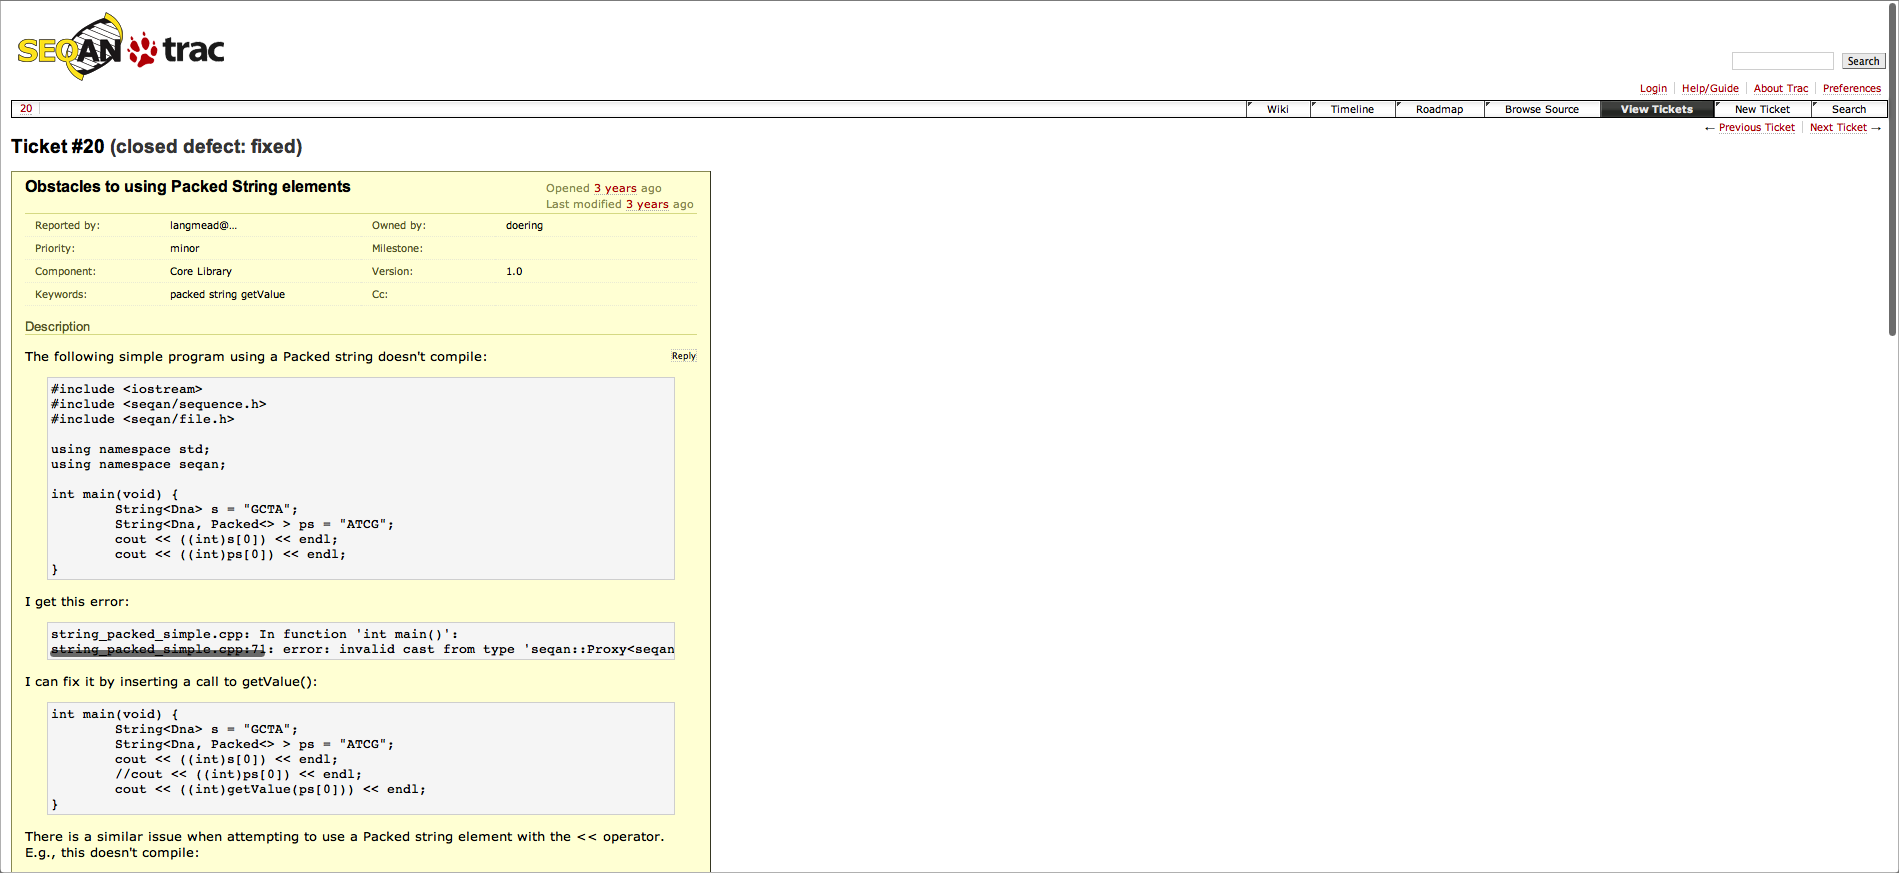 SEQAN trac
Search
Login Help/Guide About Trac Preferences
20 Wiki Timeline Roadmap Browse Source View Tickets New Ticket Search
← Previous Ticket Next Ticket →
Ticket #20 (closed defect: fixed)
Obstacles to using Packed String elements
Opened 3 years ago
Last modified 3 years ago
Reported by: langmead@... Owned by: doering
Priority: minor Milestone:
Component: Core Library Version: 1.0
Keywords: packed string getValue Cc:
Description
The following simple program using a Packed string doesn't compile: Reply
#include <iostream>
#include <seqan/sequence.h>
#include <seqan/file.h>
using namespace std;
using namespace seqan;
int main(void) {
String<Dna> s = "GCTA";
String<Dna, Packed<> > ps = "ATCG";
cout << ((int)s[0]) << endl;
cout << ((int)ps[0]) << endl;
}
I get this error:
string_packed_simple.cpp: In function 'int main()':
string_packed_simple.cpp:71: error: invalid cast from type 'seqan::Proxy<seqan
I can fix it by inserting a call to getValue():
int main(void) {
String<Dna> s = "GCTA";
String<Dna, Packed<> > ps = "ATCG";
cout << ((int)s[0]) << endl;
//cout << ((int)ps[0]) << endl;
cout << ((int)getValue(ps[0])) << endl;
}
There is a similar issue when attempting to use a Packed string element with the << operator.
E.g., this doesn't compile: